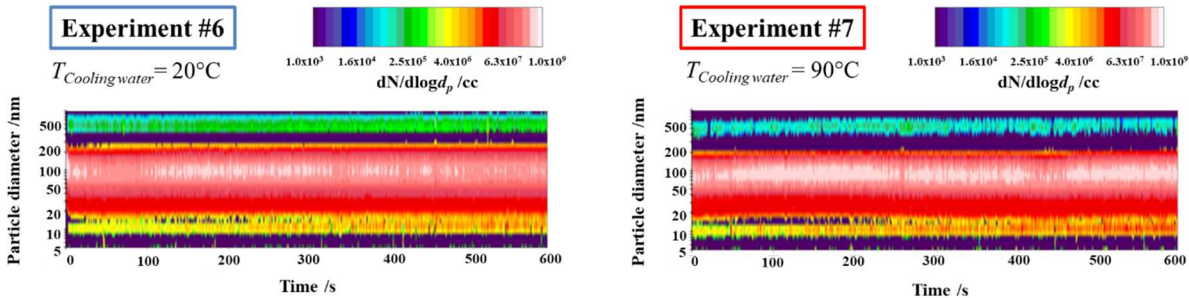 Experiment #6
T_Cooling water = 20°C
1.0x10³ 1.6x10⁴ 2.5x10⁵ 4.0x10⁶ 6.3x10⁷ 1.0x10⁹
dN/dlogdₚ /cc
Particle diameter /nm
500
200
100
50
20
10
5
0 100 200 300 400 500 600
Time /s
Experiment #7
T_Cooling water = 90°C
1.0x10³ 1.6x10⁴ 2.5x10⁵ 4.0x10⁶ 6.3x10⁷ 1.0x10⁹
dN/dlogdₚ /cc
Particle diameter /nm
500
200
100
50
20
10
5
0 100 200 300 400 500 600
Time /s